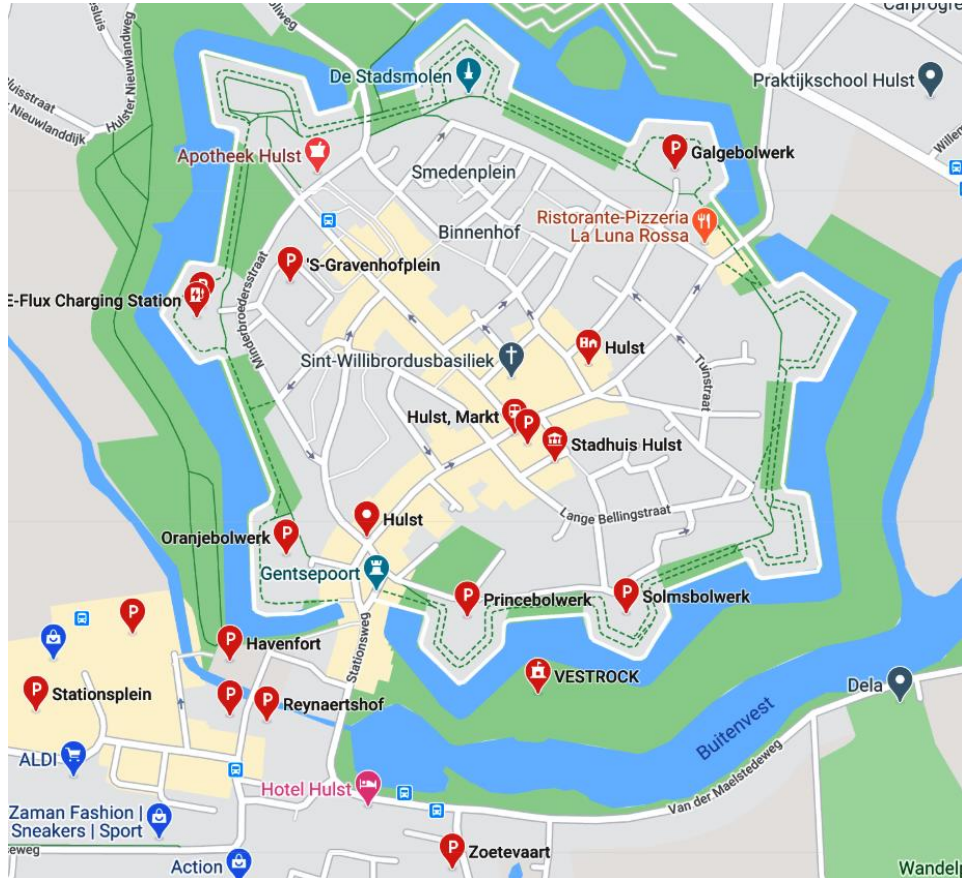 Carprogre
Hulster Nieuwlandweg
De Stadsmolen
Praktijkschool Hulst
Nieuwlanddijk
Apotheek Hulst
Smedenplein
Galgebolwerk
Binnenhof
Ristorante-Pizzeria
La Luna Rossa
'S-Gravenhofplein
E-Flux Charging Station
Minderbroedersstraat
Sint-Willibrordusbasiliek
Hulst
Tuinstraat
Hulst, Markt
Stadhuis Hulst
Lange Bellingstraat
Hulst
Oranjebolwerk
Gentsepoort
Princebolwerk
Solmsbolwerk
Stationsweg
Havenfort
VESTROCK
Stationsplein
Reynaertshof
Dela
Buitenvest
ALDI
Hotel Hulst
Van der Maelstedeweg
Zaman Fashion |
Sneakers | Sport
Zoetevaart
Action
Wandelp